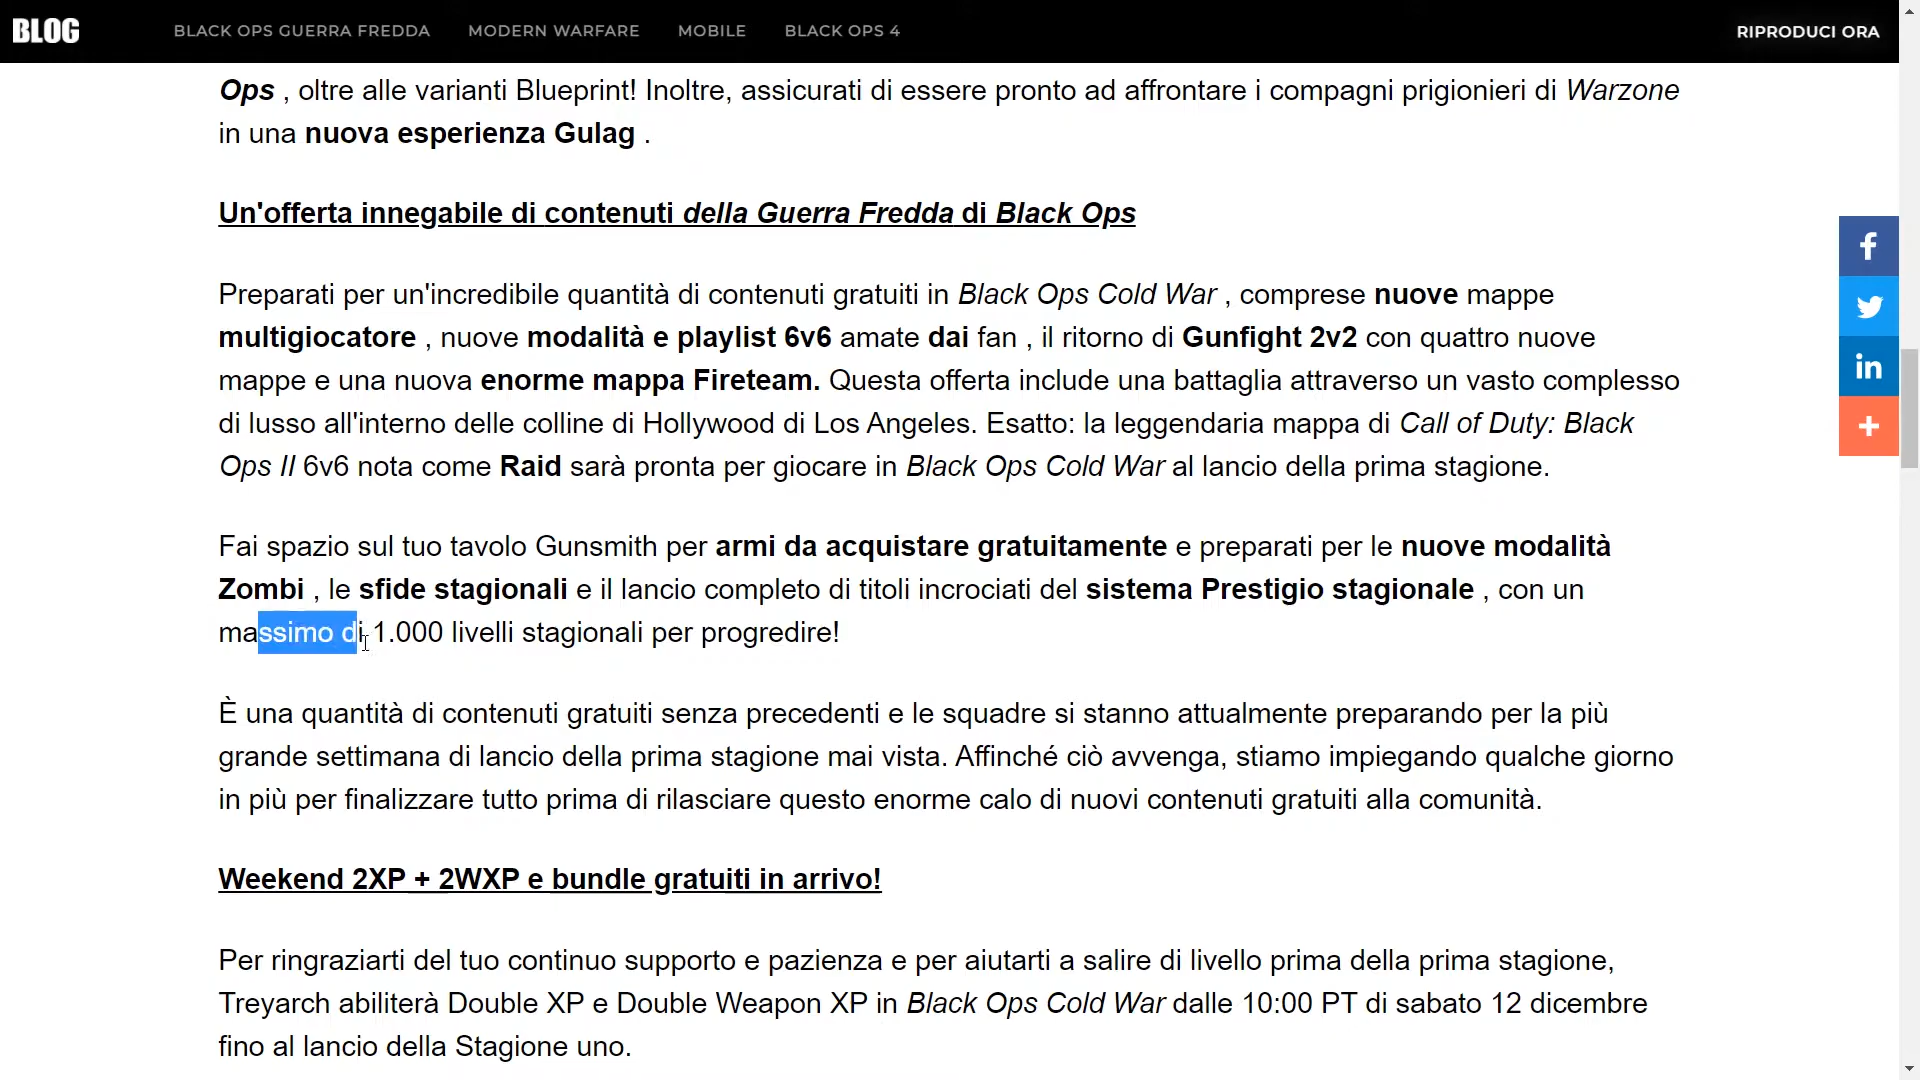 BLOG
BLACK OPS GUERRA FREDDA
MODERN WARFARE
MOBILE
BLACK OPS 4
RIPRODUCI ORA
Ops , oltre alle varianti Blueprint! Inoltre, assicurati di essere pronto ad affrontare i compagni prigionieri di Warzone
in una nuova esperienza Gulag .
Un'offerta innegabile di contenuti della Guerra Fredda di Black Ops
Preparati per un'incredibile quantità di contenuti gratuiti in Black Ops Cold War , comprese nuove mappe
multigiocatore , nuove modalità e playlist 6v6 amate dai fan , il ritorno di Gunfight 2v2 con quattro nuove
mappe e una nuova enorme mappa Fireteam. Questa offerta include una battaglia attraverso un vasto complesso
di lusso all'interno delle colline di Hollywood di Los Angeles. Esatto: la leggendaria mappa di Call of Duty: Black
Ops II 6v6 nota come Raid sarà pronta per giocare in Black Ops Cold War al lancio della prima stagione.
Fai spazio sul tuo tavolo Gunsmith per armi da acquistare gratuitamente e preparati per le nuove modalità
Zombi , le sfide stagionali e il lancio completo di titoli incrociati del sistema Prestigio stagionale , con un
massimo di 1.000 livelli stagionali per progredire!
È una quantità di contenuti gratuiti senza precedenti e le squadre si stanno attualmente preparando per la più
grande settimana di lancio della prima stagione mai vista. Affinché ciò avvenga, stiamo impiegando qualche giorno
in più per finalizzare tutto prima di rilasciare questo enorme calo di nuovi contenuti gratuiti alla comunità.
Weekend 2XP + 2WXP e bundle gratuiti in arrivo!
Per ringraziarti del tuo continuo supporto e pazienza e per aiutarti a salire di livello prima della prima stagione,
Treyarch abiliterà Double XP e Double Weapon XP in Black Ops Cold War dalle 10:00 PT di sabato 12 dicembre
fino al lancio della Stagione uno.